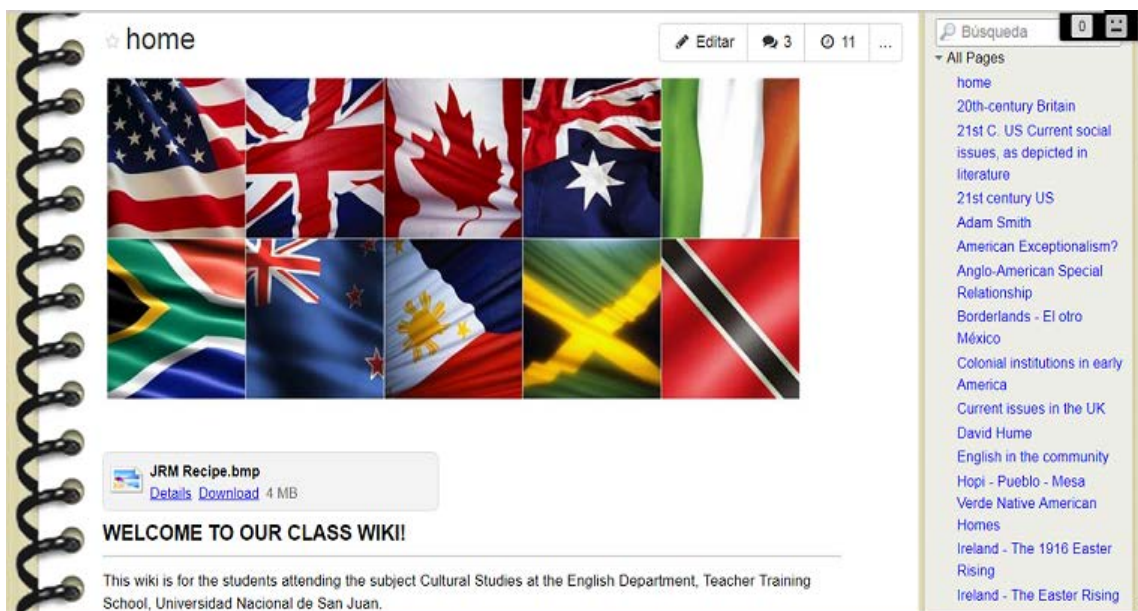 home
Editar
3
11
...
JRM Recipe.bmp
Details Download 4 MB
WELCOME TO OUR CLASS WIKI!
This wiki is for the students attending the subject Cultural Studies at the English Department, Teacher Training
School, Universidad Nacional de San Juan.
Búsqueda
0
All Pages
home
20th-century Britain
21st C. US Current social
issues, as depicted in
literature
21st century US
Adam Smith
American Exceptionalism?
Anglo-American Special
Relationship
Borderlands - El otro
México
Colonial institutions in early
America
Current issues in the UK
David Hume
English in the community
Hopi - Pueblo - Mesa
Verde Native American
Homes
Ireland - The 1916 Easter
Rising
Ireland - The Easter Rising